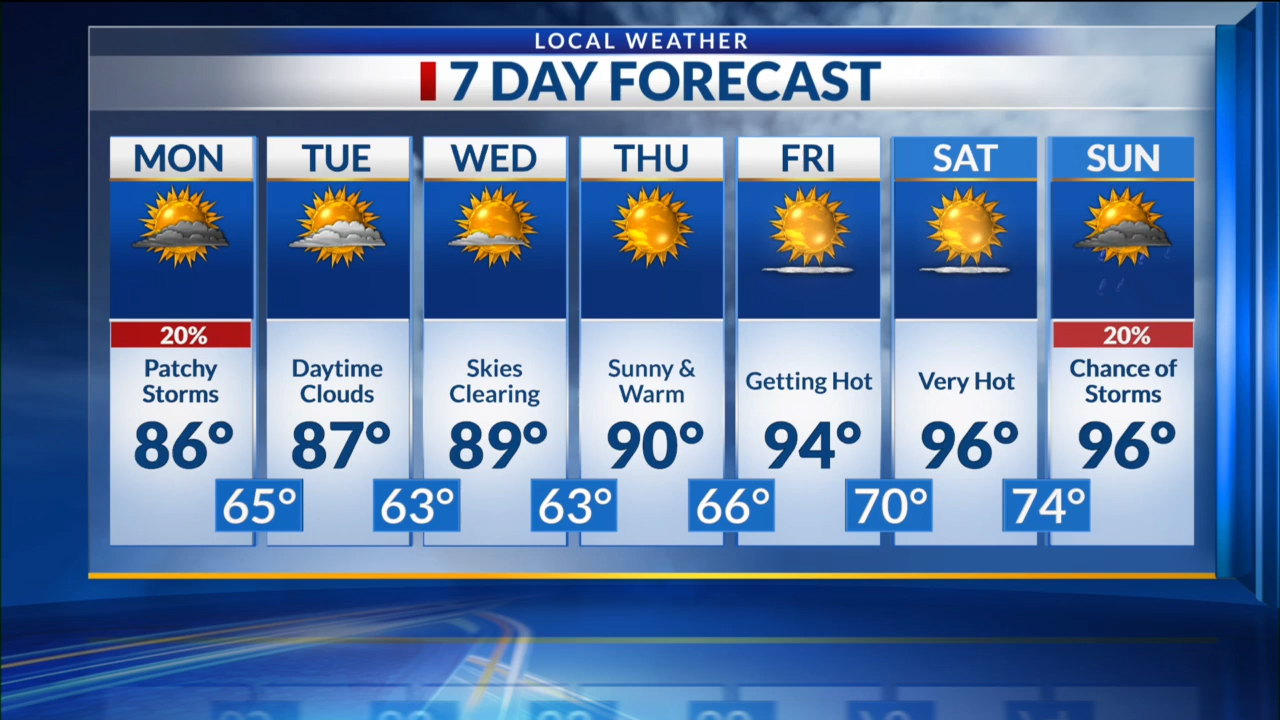 LOCAL WEATHER
7 DAY FORECAST
MON TUE WED THU FRI SAT SUN
20% 20%
Patchy Daytime Skies Sunny & Getting Hot Very Hot Chance of
Storms Clouds Clearing Warm Storms
86° 87° 89° 90° 94° 96° 96°
65° 63° 63° 66° 70° 74°